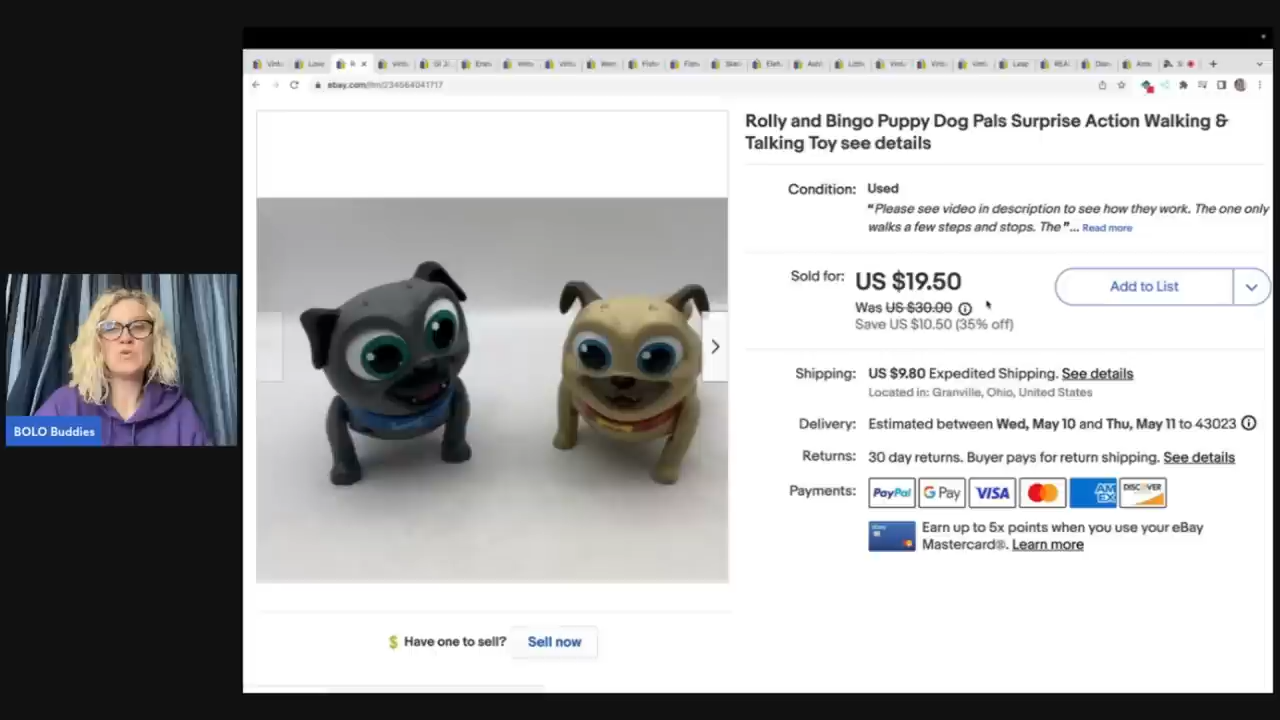 ebay.com/itm/234564041717
Rolly and Bingo Puppy Dog Pals Surprise Action Walking &
Talking Toy see details
Condition:
Used
“Please see video in description to see how they work. The one only
walks a few steps and stops. The ”... Read more
Sold for:
US $19.50
Add to List
Was US $30.00
Save US $10.50 (35% off)
Shipping:
US $9.80 Expedited Shipping. See details
Located in: Granville, Ohio, United States
BOLO Buddies
Delivery:
Estimated between Wed, May 10 and Thu, May 11 to 43023
Returns:
30 day returns. Buyer pays for return shipping. See details
Payments:
PayPal
G Pay
VISA
DISCOVER
Earn up to 5x points when you use your eBay
Mastercard®. Learn more
$ Have one to sell? Sell now